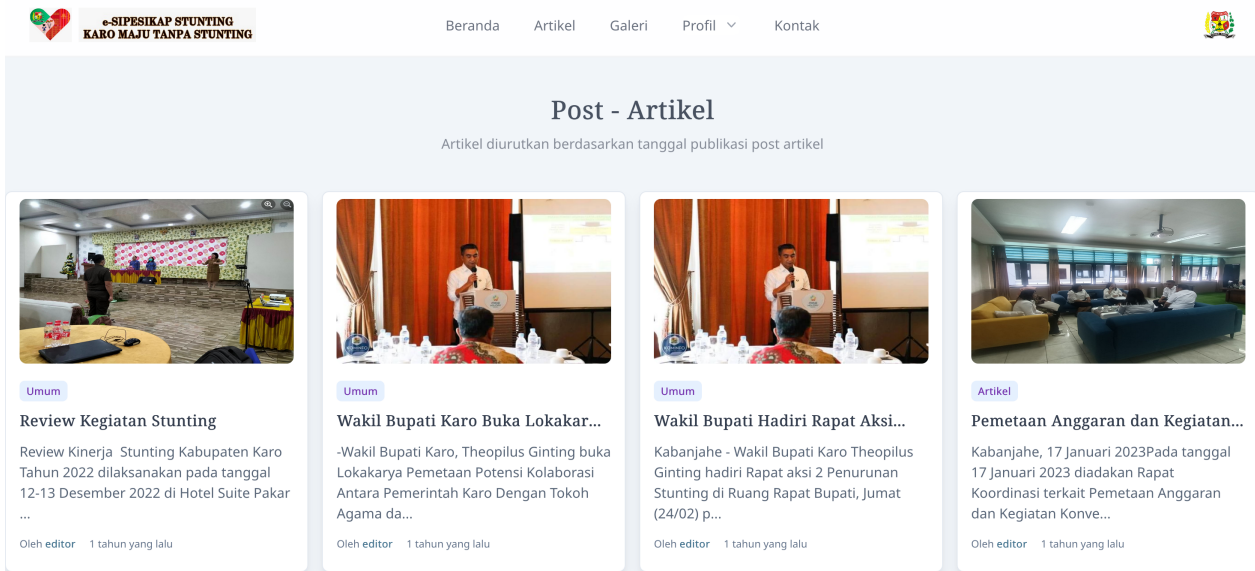 e-SIPESIKAP STUNTING
KARO MAJU TANPA STUNTING
Beranda
Artikel
Galeri
Profil
Kontak
Post - Artikel
Artikel diurutkan berdasarkan tanggal publikasi post artikel
Umum
Review Kegiatan Stunting
Review Kinerja  Stunting Kabupaten Karo
Tahun 2022 dilaksanakan pada tanggal
12-13 Desember 2022 di Hotel Suite Pakar
...
Oleh editor 1 tahun yang lalu
Umum
Wakil Bupati Karo Buka Lokakar...
-Wakil Bupati Karo, Theopilus Ginting buka
Lokakarya Pemetaan Potensi Kolaborasi
Antara Pemerintah Karo Dengan Tokoh
Agama da...
Oleh editor 1 tahun yang lalu
Umum
Wakil Bupati Hadiri Rapat Aksi...
Kabanjahe - Wakil Bupati Karo Theopilus
Ginting hadiri Rapat aksi 2 Penurunan
Stunting di Ruang Rapat Bupati, Jumat
(24/02) p...
Oleh editor 1 tahun yang lalu
Artikel
Pemetaan Anggaran dan Kegiatan...
Kabanjahe, 17 Januari 2023Pada tanggal
17 Januari 2023 diadakan Rapat
Koordinasi terkait Pemetaan Anggaran
dan Kegiatan Konve...
Oleh editor 1 tahun yang lalu